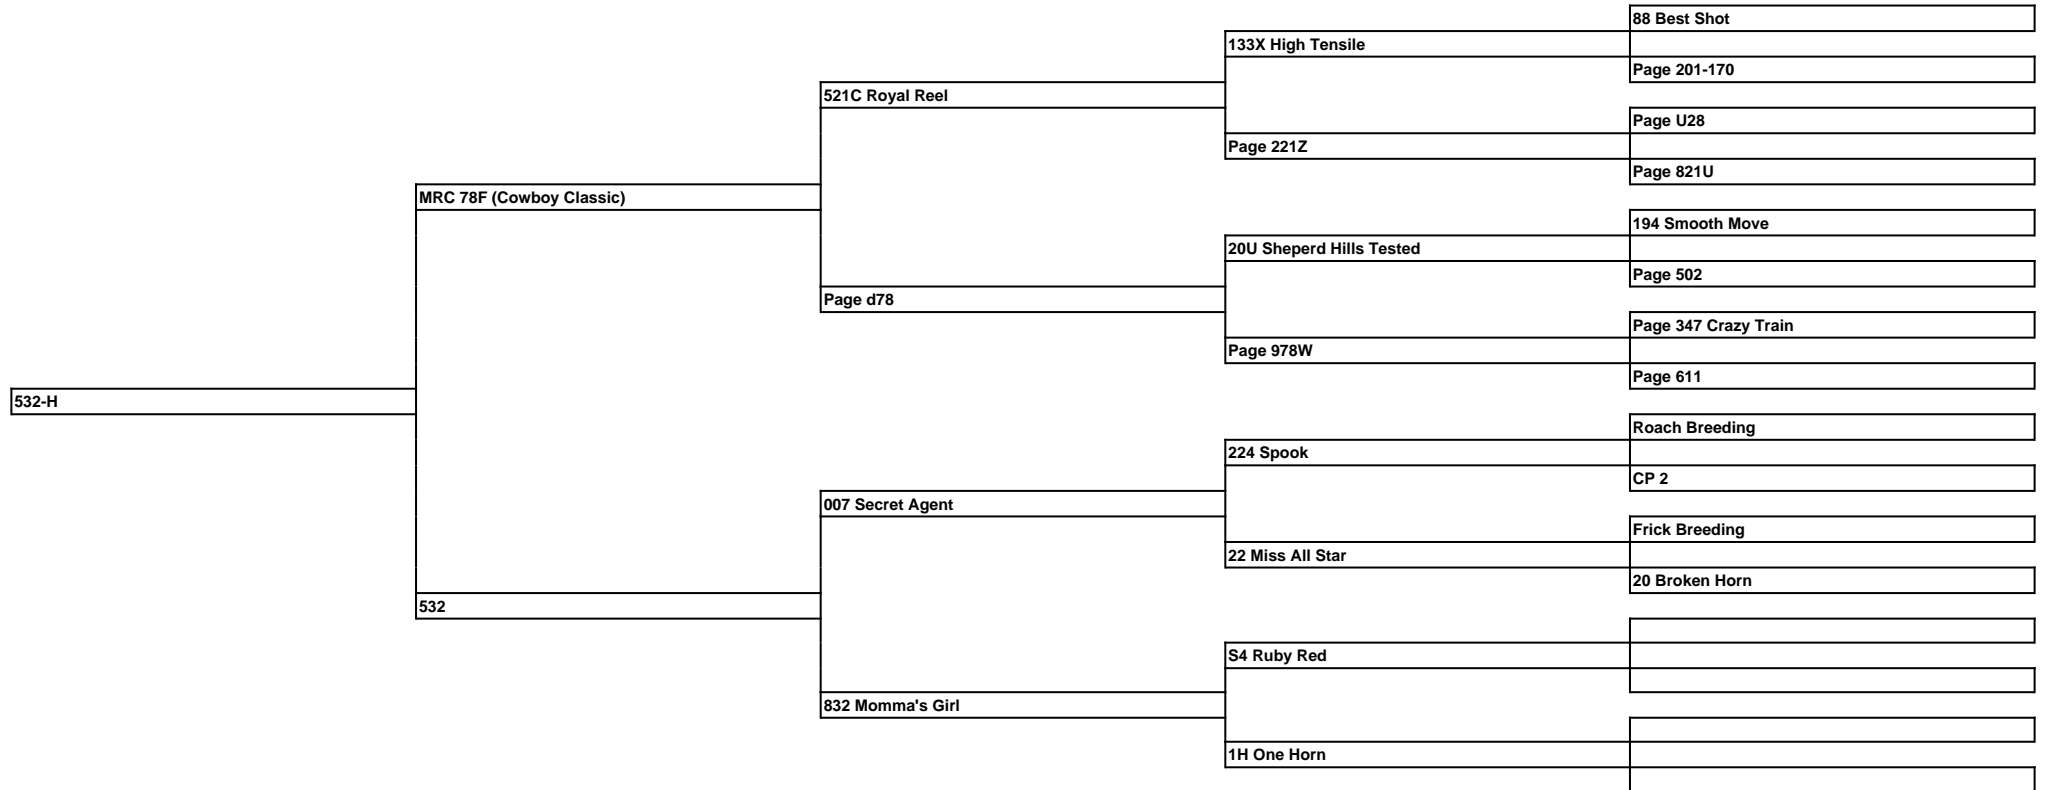 88 Best Shot
133X High Tensile
Page 201-170
521C Royal Reel
Page U28
Page 221Z
Page 821U
MRC 78F (Cowboy Classic)
194 Smooth Move
20U Sheperd Hills Tested
Page 502
Page d78
Page 347 Crazy Train
Page 978W
Page 611
532-H
Roach Breeding
224 Spook
CP 2
007 Secret Agent
Frick Breeding
22 Miss All Star
20 Broken Horn
532
S4 Ruby Red
832 Momma's Girl
1H One Horn